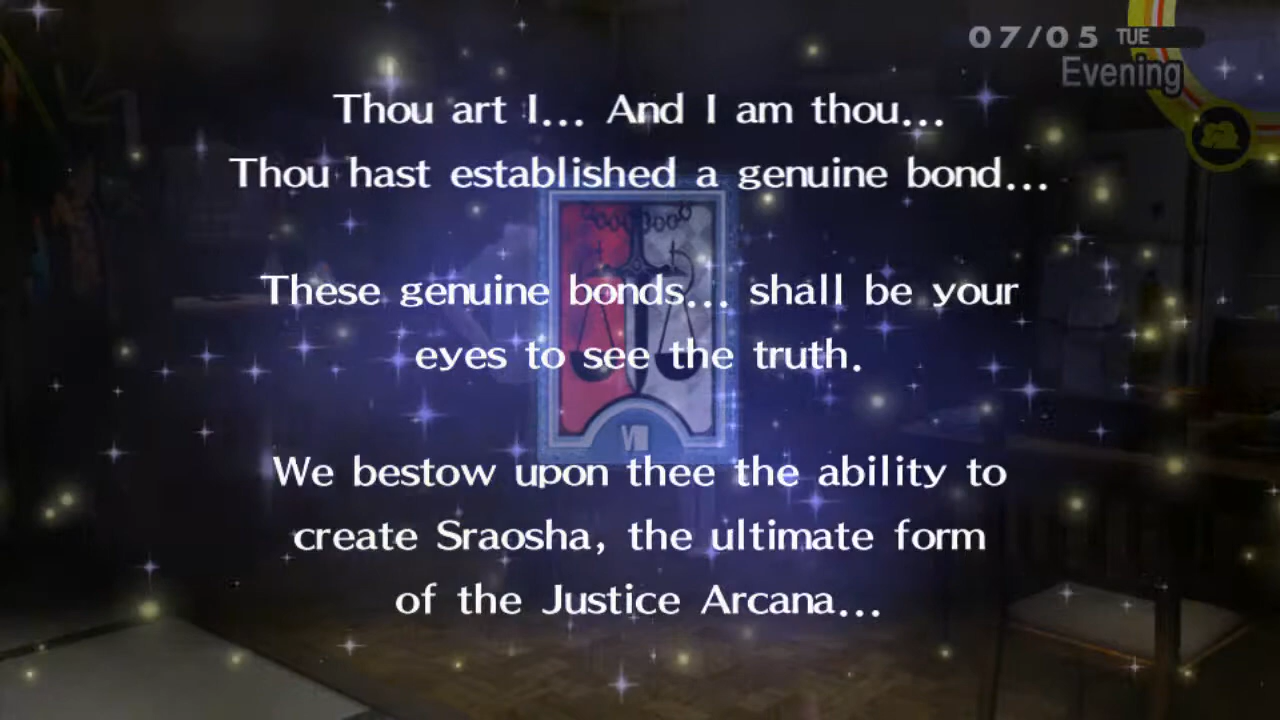 07/05 TUE
Evening
Thou art I... And I am thou...
Thou hast established a genuine bond...
These genuine bonds... shall be your
eyes to see the truth.
VIII
We bestow upon thee the ability to
create Sraosha, the ultimate form
of the Justice Arcana...